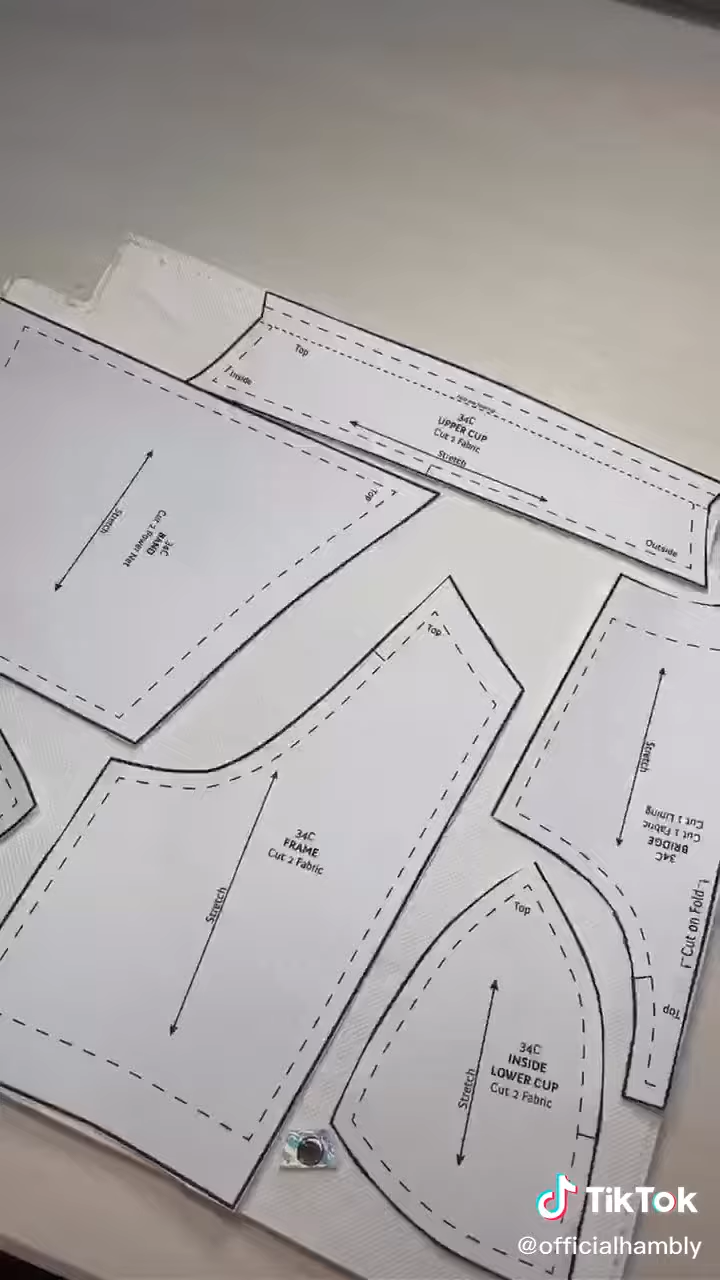 Top
Inside
34C
UPPER CUP
Cut 2 Fabric
Stretch
Outside
Top
34C
BAND
Cut 2 Power Net
Stretch
Top
34C
FRAME
Cut 2 Fabric
Stretch
Stretch
34C
BRIDGE
Cut 1 Fabric
Cut 1 Lining
Cut on Fold
Top
Top
34C
INSIDE
LOWER CUP
Cut 2 Fabric
Stretch
TikTok
@officialhambly